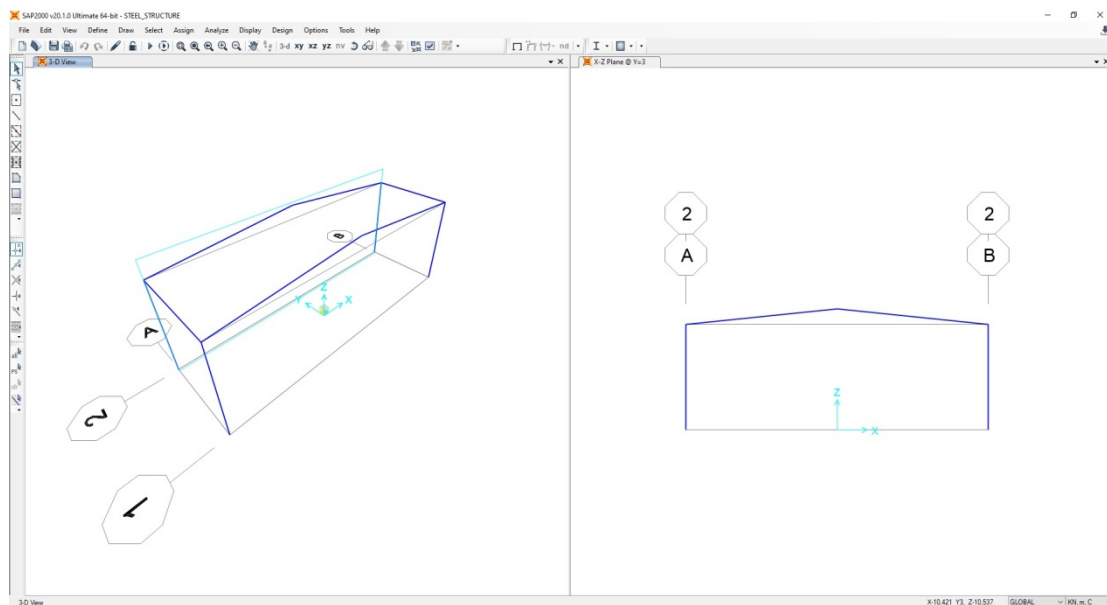 SAP2000 v20.1.0 Ultimate 64-bit - STEEL_STRUCTURE
File Edit View Define Draw Select Assign Analyze Display Design Options Tools Help
3-d xy xz yz nv nd
3-D View
X-Z Plane @ Y=3
B
Z
Y X
A
2
1
2 2
A B
Z
X
3-D View
X-10.421 Y3. Z-10.537 GLOBAL KN, m, C